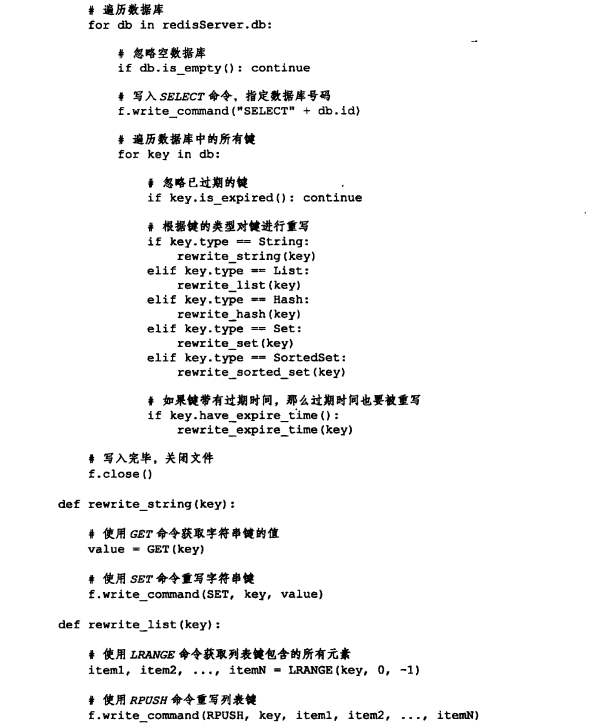 # 遍历数据库
for db in redisServer.db:
# 忽略空数据库
if db.is_empty(): continue
# 写入 SELECT 命令，指定数据库号码
f.write_command("SELECT" + db.id)
# 遍历数据库中的所有键
for key in db:
# 忽略已过期的键
if key.is_expired(): continue
# 根据键的类型对键进行重写
if key.type == String:
rewrite_string(key)
elif key.type == List:
rewrite_list(key)
elif key.type == Hash:
rewrite_hash(key)
elif key.type == Set:
rewrite_set(key)
elif key.type == SortedSet:
rewrite_sorted_set(key)
# 如果键带有过期时间，那么过期时间也要被重写
if key.have_expire_time():
rewrite_expire_time(key)
# 写入完毕，关闭文件
f.close()
def rewrite_string(key):
# 使用 GET 命令获取字符串键的值
value = GET(key)
# 使用 SET 命令重写字符串键
f.write_command(SET, key, value)
def rewrite_list(key):
# 使用 LRANGE 命令获取列表键包含的所有元素
item1, item2, ..., itemN = LRANGE(key, 0, -1)
# 使用 RPUSH 命令重写列表键
f.write_command(RPUSH, key, item1, item2, ..., itemN)